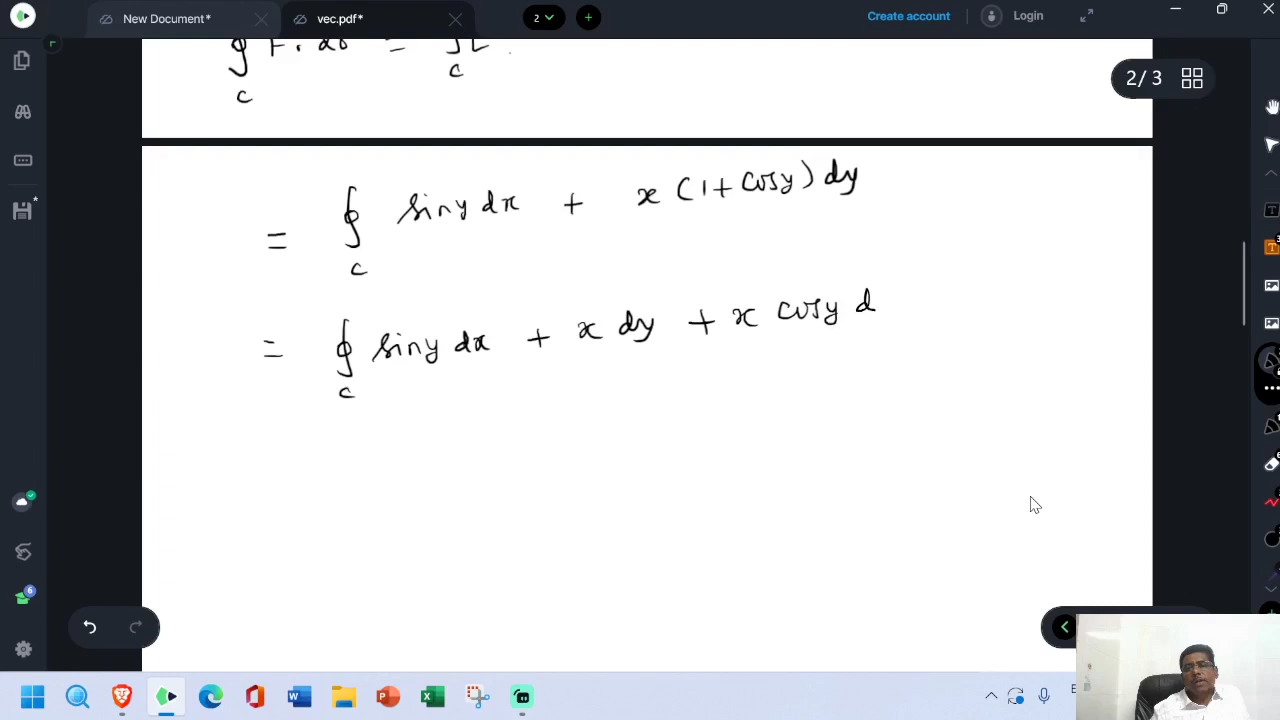 New Document*
vec.pdf*
2
Create account
Login
2/ 3
c
c
= ∮ sin y dx + x (1 + cos y) dy
c
= ∮ sin y dx + x dy + x cos y d
c
6